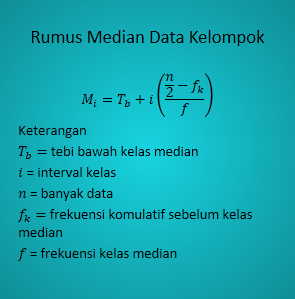 Rumus Median Data Kelompok
$M_i = T_b + i\left(\frac{\frac{n}{2} - f_k}{f}\right)$
Keterangan
$T_b$ = tebi bawah kelas median
$i$ = interval kelas
$n$ = banyak data
$f_k$ = frekuensi komulatif sebelum kelas
median
$f$ = frekuensi kelas median